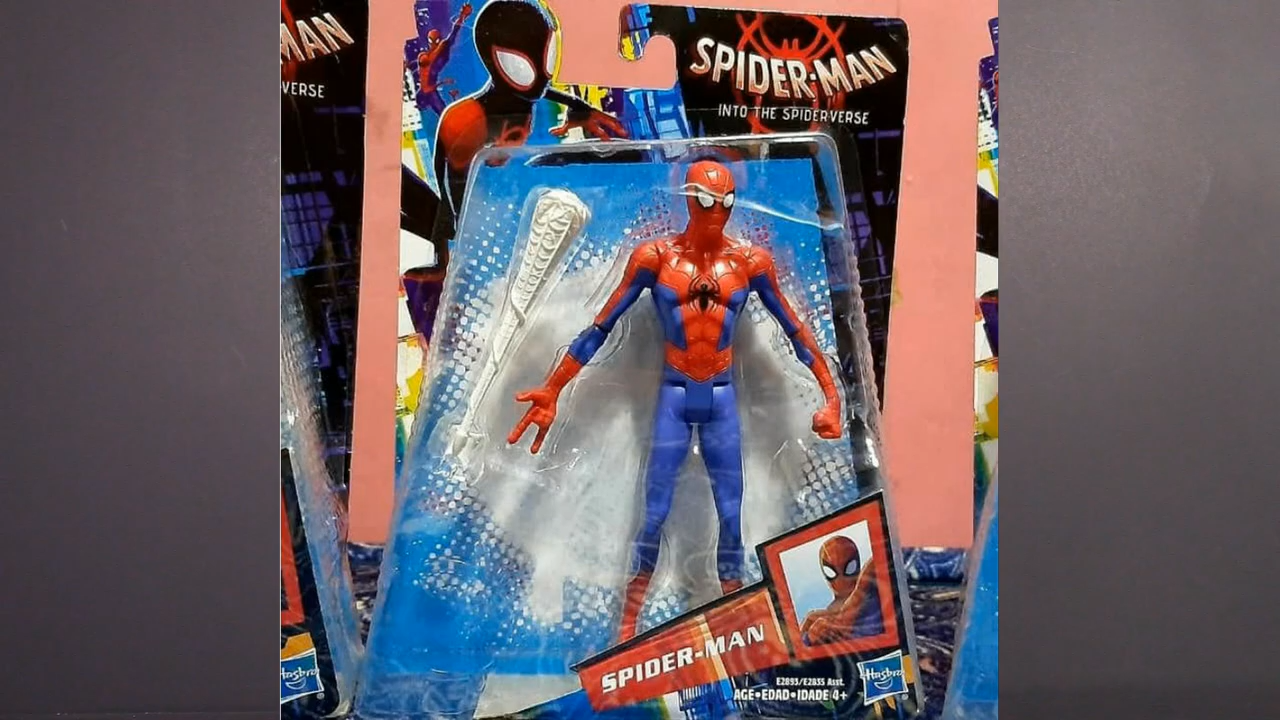 MAN
VERSE
SPIDER-MAN
INTO THE SPIDERVERSE
SPIDER-MAN
E2893/E2835 Asst.
AGE•EDAD•IDADE 4+
Hasbro
Hasbro